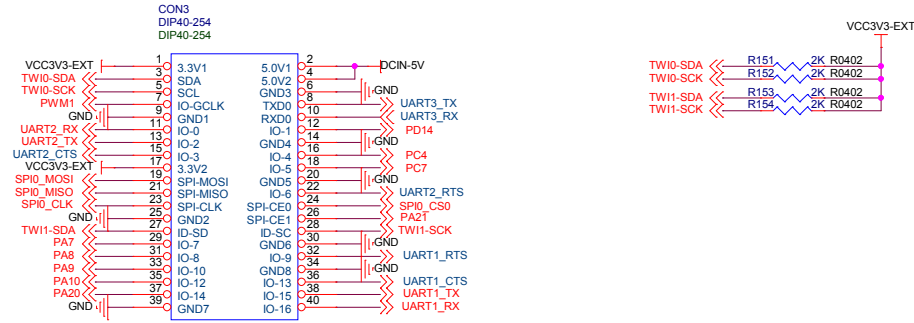 CON3
DIP40-254
DIP40-254
VCC3V3-EXT 1 3.3V1 5.0V1 2 DCIN-5V
TWI0-SDA 3 SDA 5.0V2 4
TWI0-SCK 5 SCL GND3 6 GND
PWM1 7 IO-GCLK TXD0 8 UART3_TX
GND 9 GND1 RXD0 10 UART3_RX
UART2_RX 11 IO-0 IO-1 12 PD14
UART2_TX 13 IO-2 GND4 14 GND
UART2_CTS 15 IO-3 IO-4 16 PC4
VCC3V3-EXT 17 3.3V2 IO-5 18 PC7
SPI0_MOSI 19 SPI-MOSI GND5 20 GND
SPI0_MISO 21 SPI-MISO IO-6 22 UART2_RTS
SPI0_CLK 23 SPI-CLK SPI-CE0 24 SPI0_CS0
GND 25 GND2 SPI-CE1 26 PA21
TWI1-SDA 27 ID-SD ID-SC 28 TWI1-SCK
PA7 29 IO-7 GND6 30 GND
PA8 31 IO-8 IO-9 32 UART1_RTS
PA9 33 IO-10 GND8 34 GND
PA10 35 IO-12 IO-13 36 UART1_CTS
PA20 37 IO-14 IO-15 38 UART1_TX
GND 39 GND7 IO-16 40 UART1_RX
VCC3V3-EXT
TWI0-SDA R151 2K R0402
TWI0-SCK R152 2K R0402
TWI1-SDA R153 2K R0402
TWI1-SCK R154 2K R0402